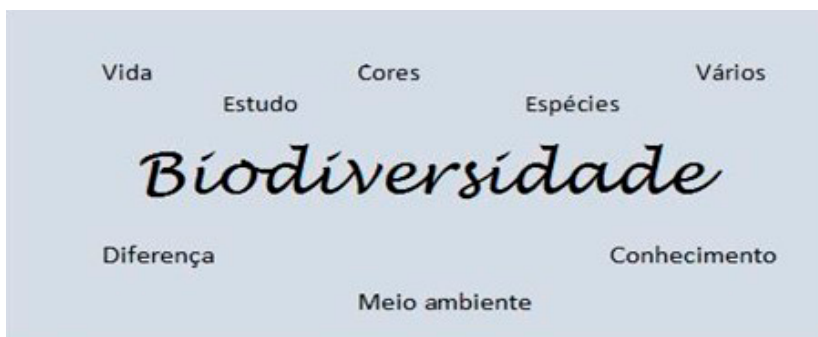 Vida Cores Vários
Estudo Espécies
Biodiversidade
Diferença Conhecimento
Meio ambiente